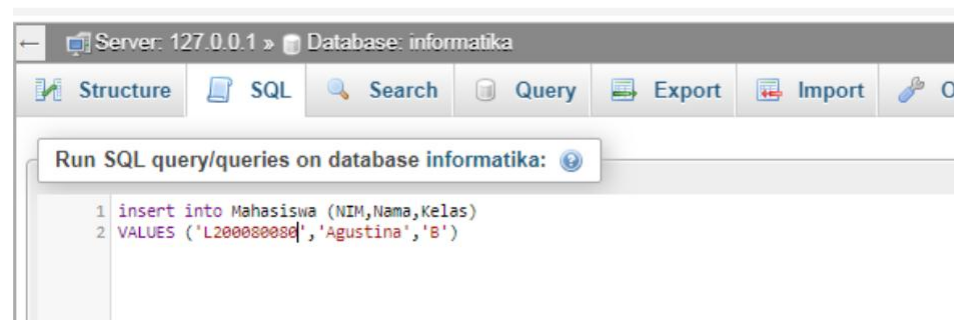 ← Server: 127.0.0.1 » Database: informatika
Structure SQL Search Query Export Import O
Run SQL query/queries on database informatika:
1 insert into Mahasiswa (NIM,Nama,Kelas)
2 VALUES ('L200080080','Agustina','B')